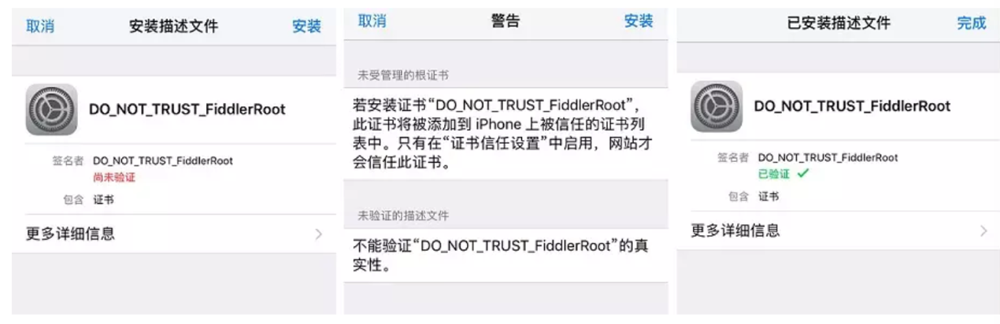 取消 安装描述文件 安装
DO_NOT_TRUST_FiddlerRoot
签名者 DO_NOT_TRUST_FiddlerRoot
尚未验证
包含 证书
更多详细信息
取消 警告 安装
未受管理的根证书
若安装证书“DO_NOT_TRUST_FiddlerRoot”，
此证书将被添加到 iPhone 上被信任的证书列
表中。只有在“证书信任设置”中启用，网站才
会信任此证书。
未验证的描述文件
不能验证“DO_NOT_TRUST_FiddlerRoot”的真
实性。
已安装描述文件 完成
DO_NOT_TRUST_FiddlerRoot
签名者 DO_NOT_TRUST_FiddlerRoot
已验证
包含 证书
更多详细信息